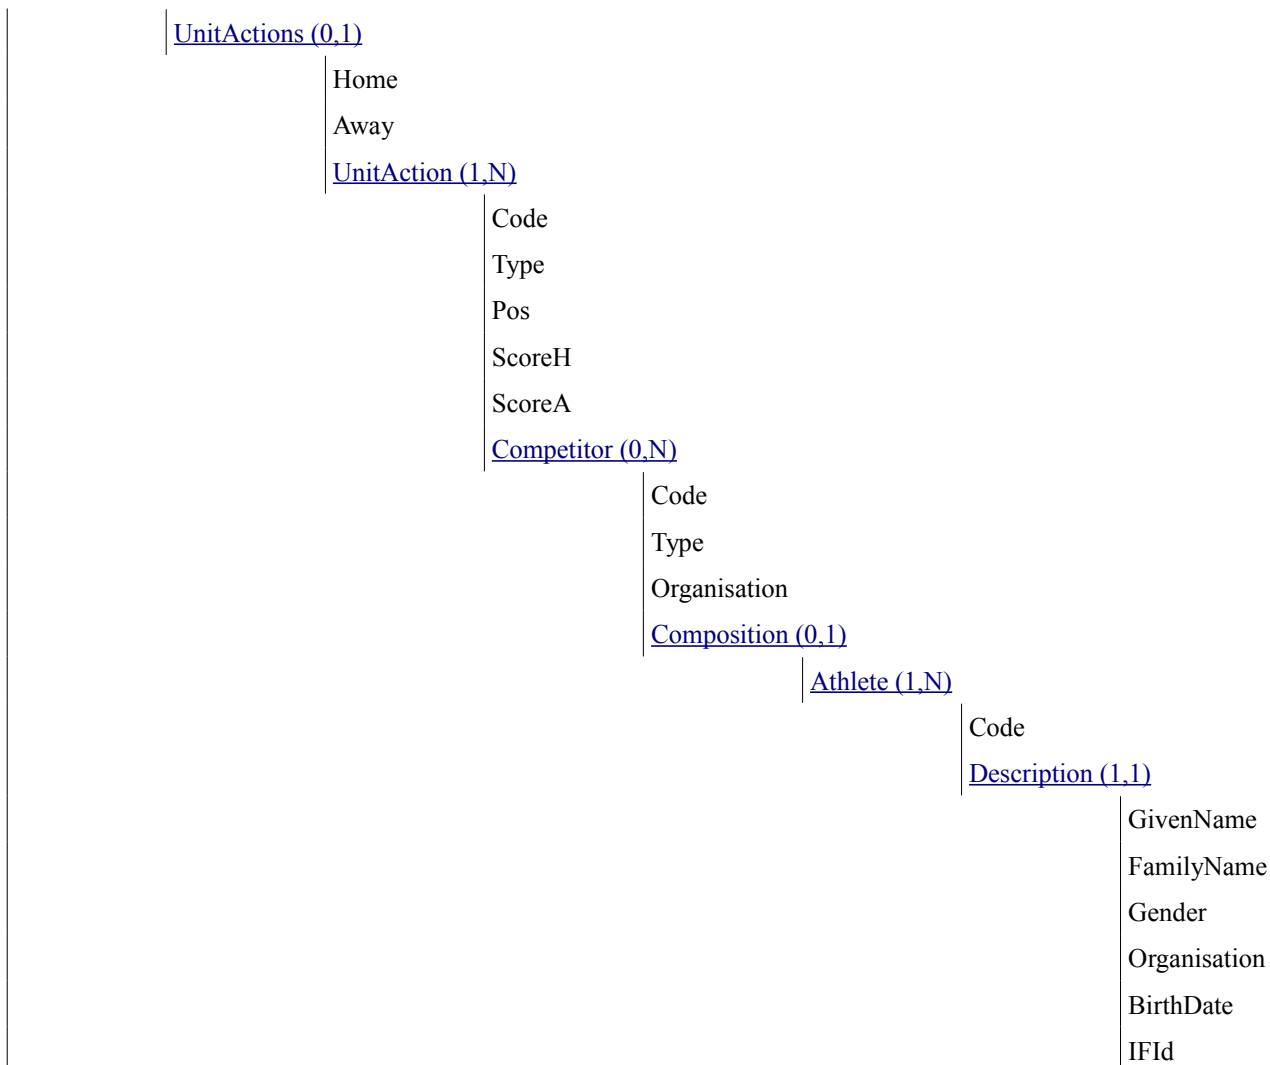 UnitActions (0,1)
Home
Away
UnitAction (1,N)
Code
Type
Pos
ScoreH
ScoreA
Competitor (0,N)
Code
Type
Organisation
Composition (0,1)
Athlete (1,N)
Code
Description (1,1)
GivenName
FamilyName
Gender
Organisation
BirthDate
IFId